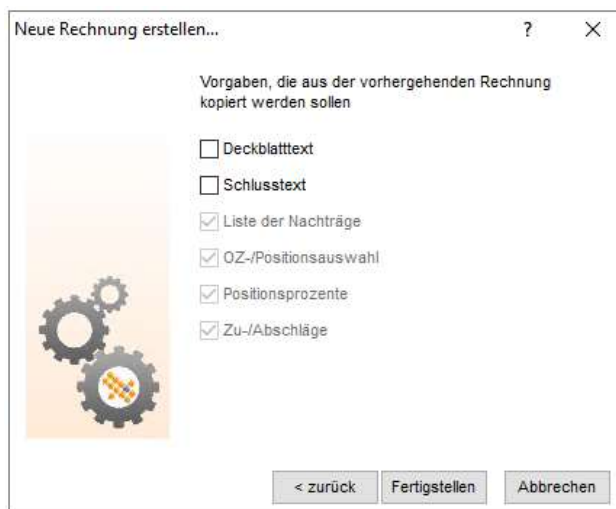 Neue Rechnung erstellen...
?
Vorgaben, die aus der vorhergehenden Rechnung
kopiert werden sollen
Deckblatttext
Schlusstext
Liste der Nachträge
OZ-/Positionsauswahl
Positionsprozente
Zu-/Abschläge
< zurück
Fertigstellen
Abbrechen